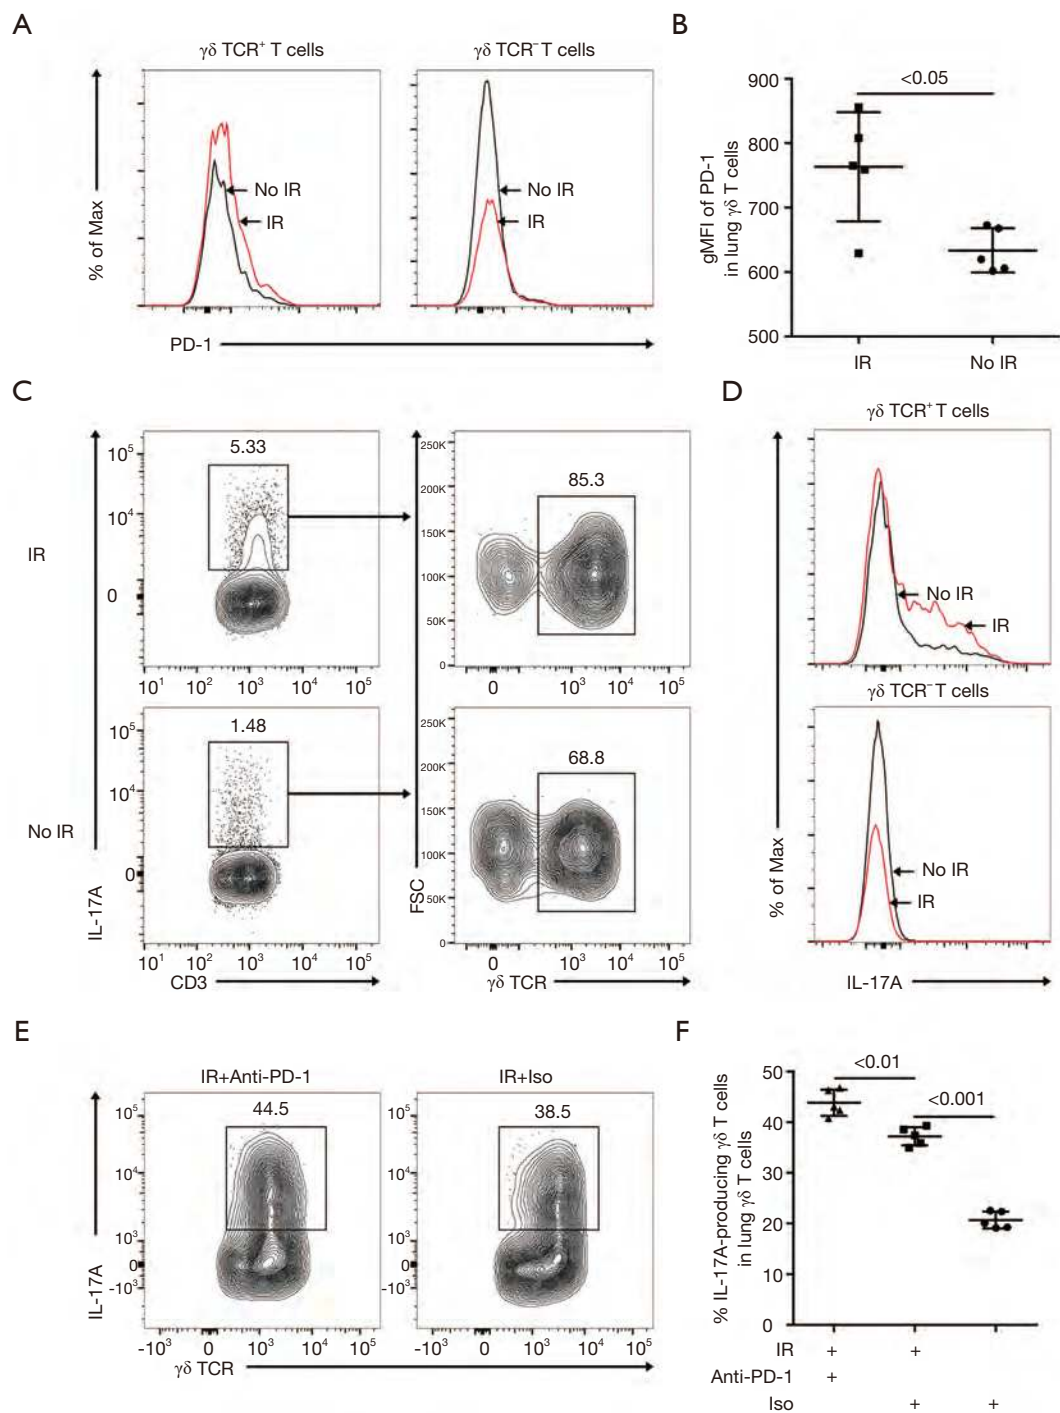 A
γδ TCR⁺ T cells
γδ TCR⁻ T cells
% of Max
No IR
IR
No IR
IR
PD-1
B
900
800
700
600
500
<0.05
gMFI of PD-1
in lung γδ T cells
IR
No IR
C
IR
10⁵
10⁴
0
5.33
10¹ 10² 10³ 10⁴ 10⁵
250K
200K
150K
100K
50K
0
85.3
0 10³ 10⁴ 10⁵
No IR
10⁵
10⁴
0
1.48
IL-17A
10¹ 10² 10³ 10⁴ 10⁵
CD3
250K
200K
150K
100K
50K
0
68.8
FSC
0 10³ 10⁴ 10⁵
γδ TCR
D
γδ TCR⁺ T cells
No IR
IR
γδ TCR⁻ T cells
No IR
IR
% of Max
IL-17A
E
IR+Anti-PD-1
IR+Iso
10⁵
10⁴
10³
0
-10³
44.5
10⁵
10⁴
10³
0
-10³
38.5
IL-17A
-10³ 0 10³ 10⁴ 10⁵
-10³ 0 10³ 10⁴ 10⁵
γδ TCR
F
50
40
30
20
10
0
<0.01
<0.001
% IL-17A-producing γδ T cells
in lung γδ T cells
IR + +
Anti-PD-1 +
Iso + +